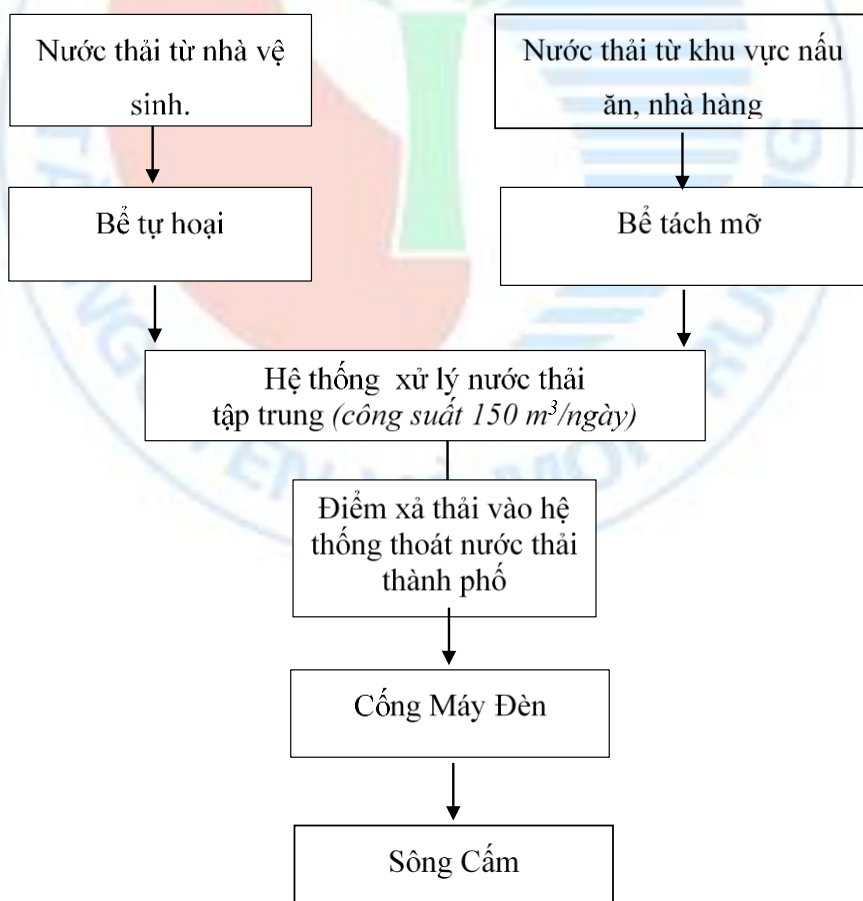 Nước thải từ nhà vệ
sinh.
Nước thải từ khu vực nấu
ăn, nhà hàng
Bể tự hoại
Bể tách mỡ
Hệ thống xử lý nước thải
tập trung (công suất 150 m³/ngày)
Điểm xả thải vào hệ
thống thoát nước thải
thành phố
Cống Máy Đèn
Sông Cấm